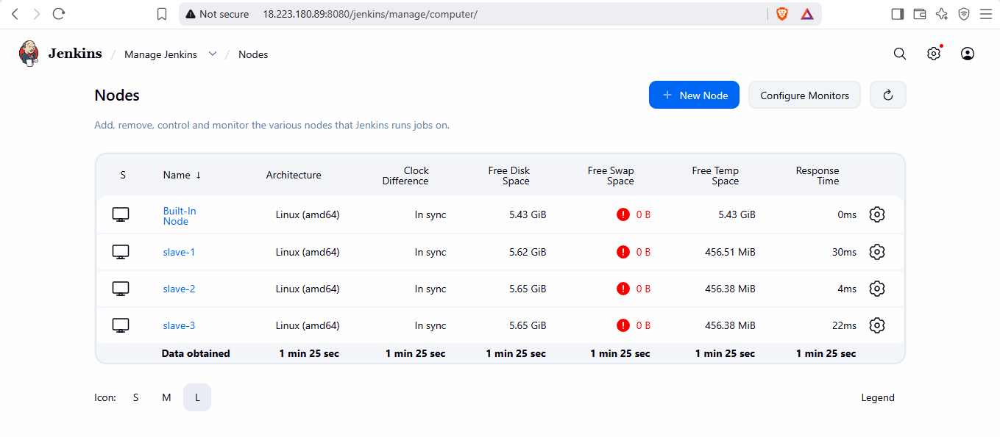 Not secure 18.223.180.89:8080/jenkins/manage/computer/
Jenkins / Manage Jenkins / Nodes
Nodes
+ New Node
Configure Monitors
Add, remove, control and monitor the various nodes that Jenkins runs jobs on.
S Name ↓ Architecture Clock Difference Free Disk Space Free Swap Space Free Temp Space Response Time
Built-In Node Linux (amd64) In sync 5.43 GiB 0 B 5.43 GiB 0ms
slave-1 Linux (amd64) In sync 5.62 GiB 0 B 456.51 MiB 30ms
slave-2 Linux (amd64) In sync 5.65 GiB 0 B 456.38 MiB 4ms
slave-3 Linux (amd64) In sync 5.65 GiB 0 B 456.38 MiB 22ms
Data obtained 1 min 25 sec 1 min 25 sec 1 min 25 sec 1 min 25 sec 1 min 25 sec 1 min 25 sec
Icon: S M L Legend